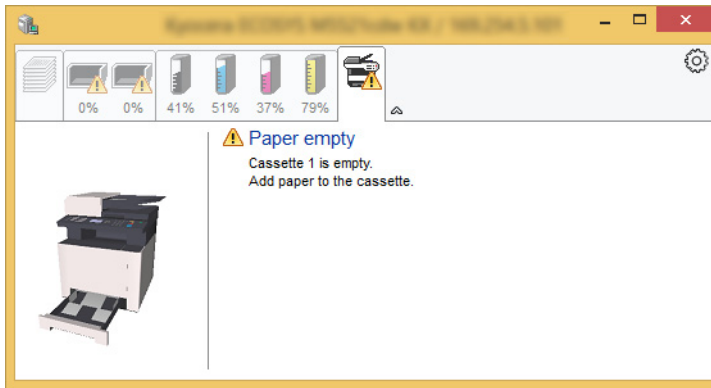 0% 0% 41% 51% 37% 79%
Paper empty
Cassette 1 is empty.
Add paper to the cassette.